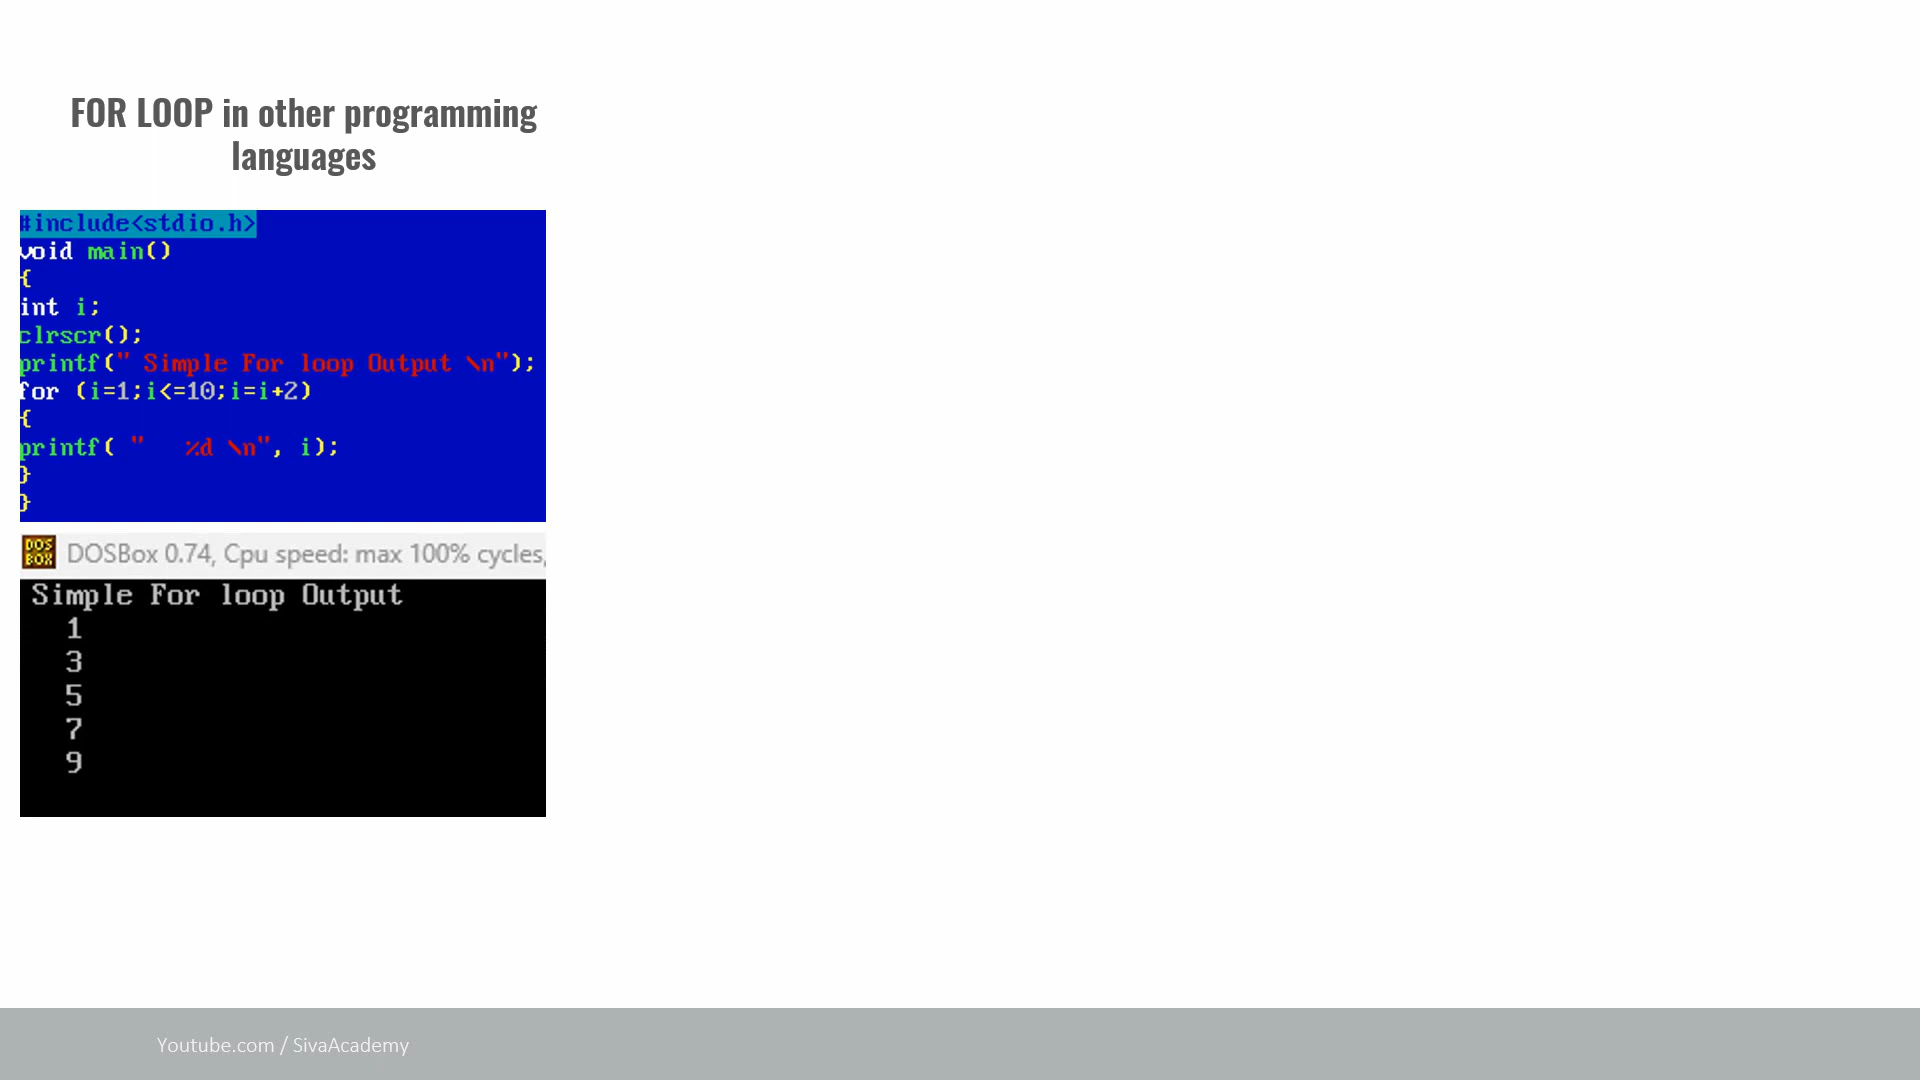 FOR LOOP in other programming
languages
#include<stdio.h>
void main()
{
int i;
clrscr();
printf(" Simple For loop Output \n");
for (i=1;i<=10;i=i+2)
{
printf( "   %d \n", i);
}
}
DOS
BOX
DOSBox 0.74, Cpu speed: max 100% cycles,
Simple For loop Output
1
3
5
7
9
Youtube.com / SivaAcademy